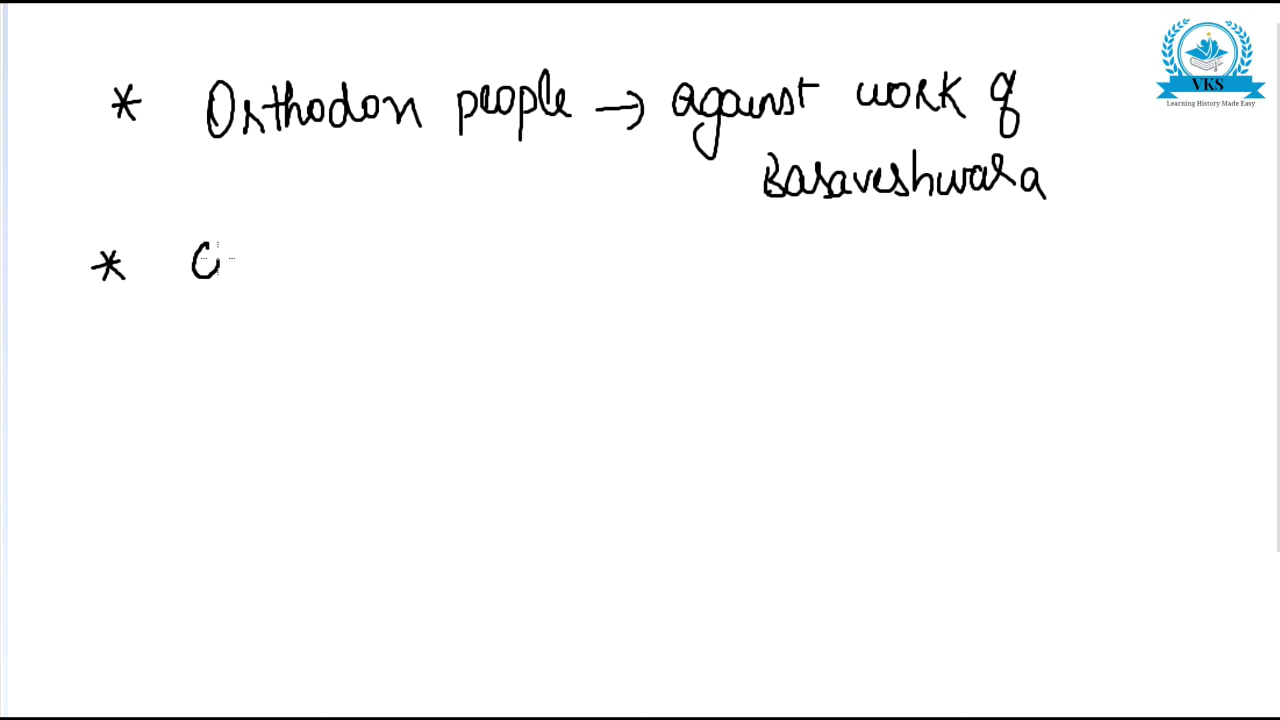 * Orthodox people → against work of
Basaveshwara
*
VKS
Learning History Made Easy